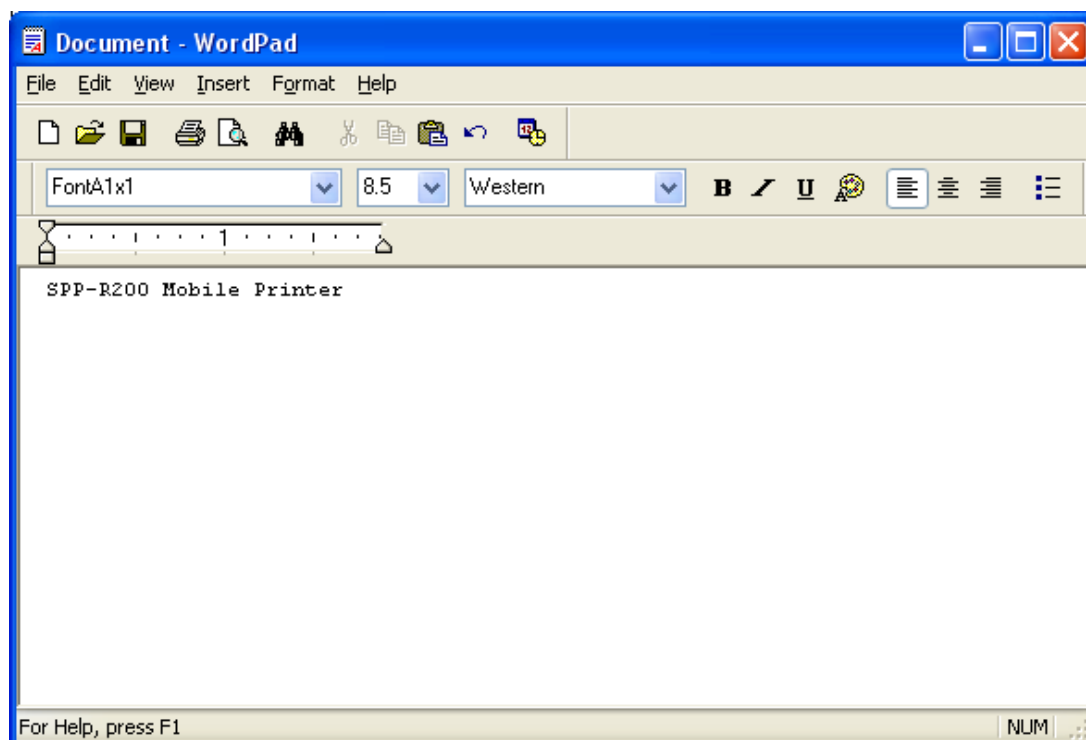 Document - WordPad
File Edit View Insert Format Help
FontA1x1 8.5 Western B I U
1
SPP-R200 Mobile Printer
For Help, press F1 NUM